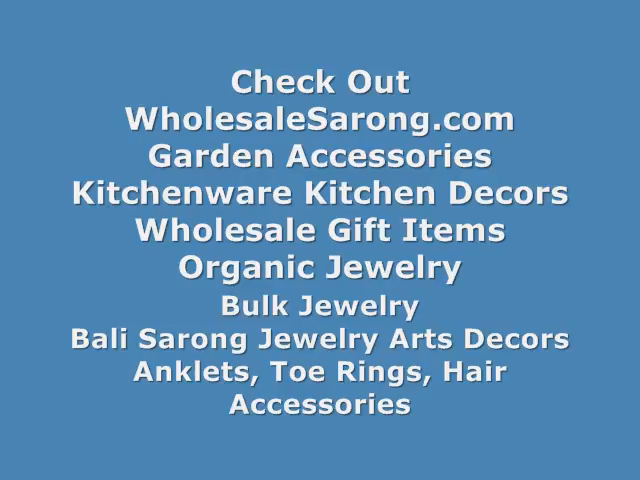 Check Out
WholesaleSarong.com
Garden Accessories
Kitchenware Kitchen Decors
Wholesale Gift Items
Organic Jewelry
Bulk Jewelry
Bali Sarong Jewelry Arts Decors
Anklets, Toe Rings, Hair
Accessories